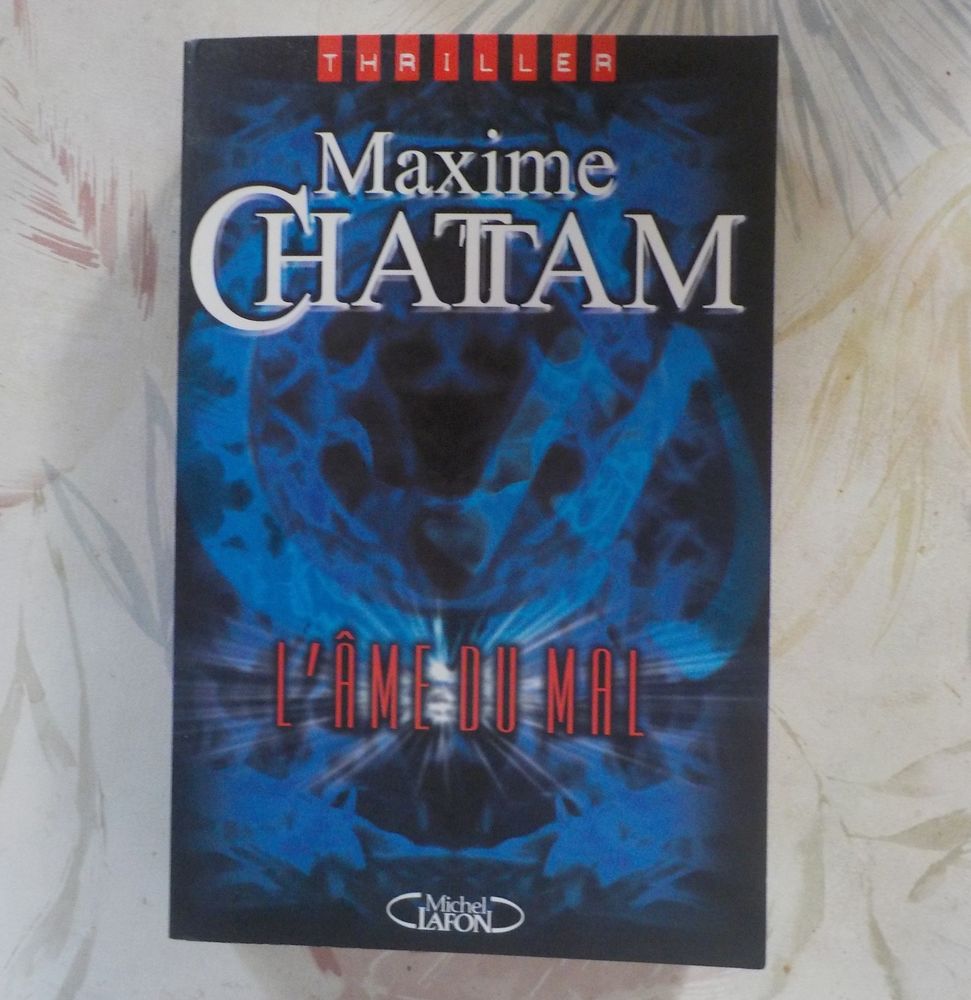 THRILLER
Maxime
CHATTAM
L'ÂME DU MAL
Michel
LAFON